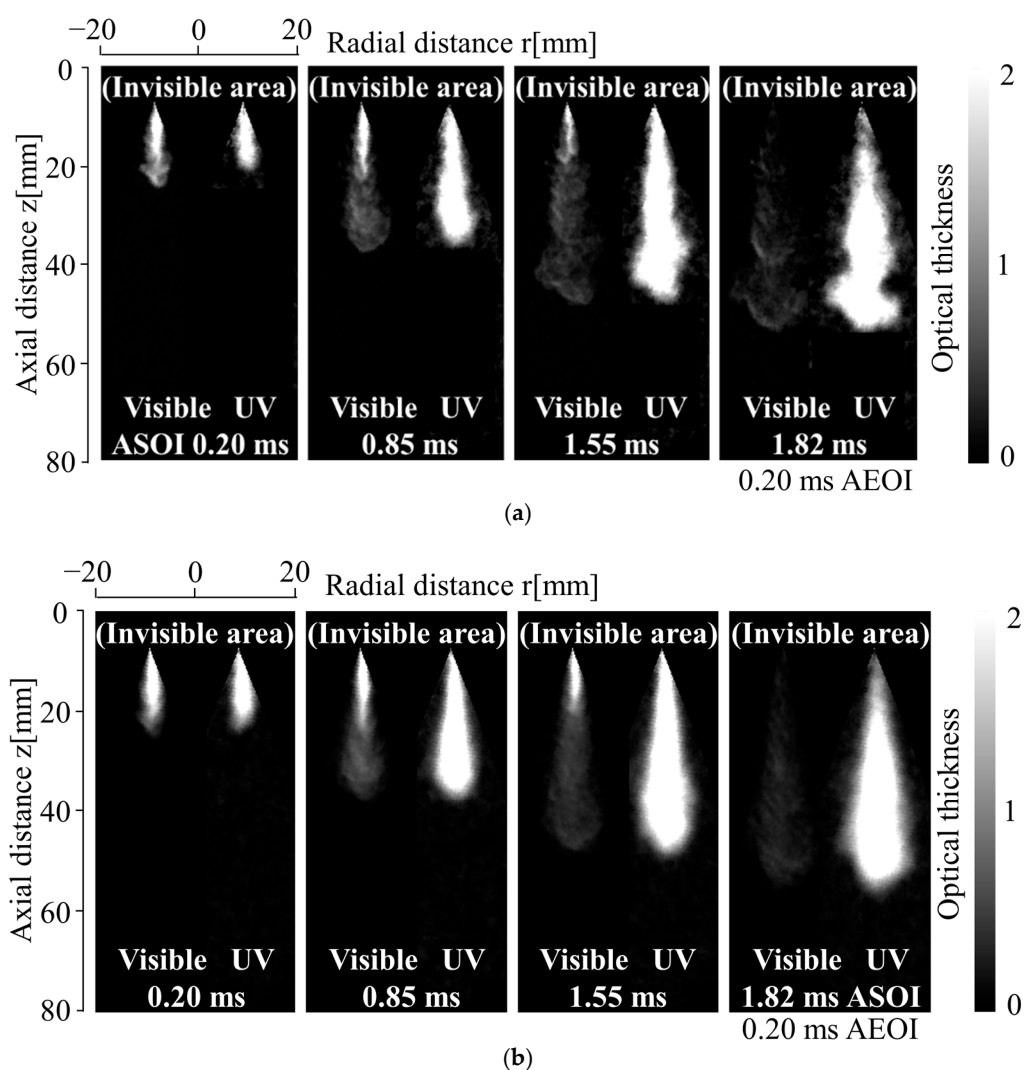 −20 0 20
Radial distance r[mm]
Axial distance z[mm]
0
20
40
60
80
(Invisible area) (Invisible area) (Invisible area) (Invisible area)
Visible UV Visible UV Visible UV Visible UV
ASOI 0.20 ms 0.85 ms 1.55 ms 1.82 ms
0.20 ms AEOI
Optical thickness
2
1
0
(a)
−20 0 20
Radial distance r[mm]
Axial distance z[mm]
0
20
40
60
80
(Invisible area) (Invisible area) (Invisible area) (Invisible area)
Visible UV Visible UV Visible UV Visible UV
0.20 ms 0.85 ms 1.55 ms 1.82 ms ASOI
0.20 ms AEOI
Optical thickness
2
1
0
(b)